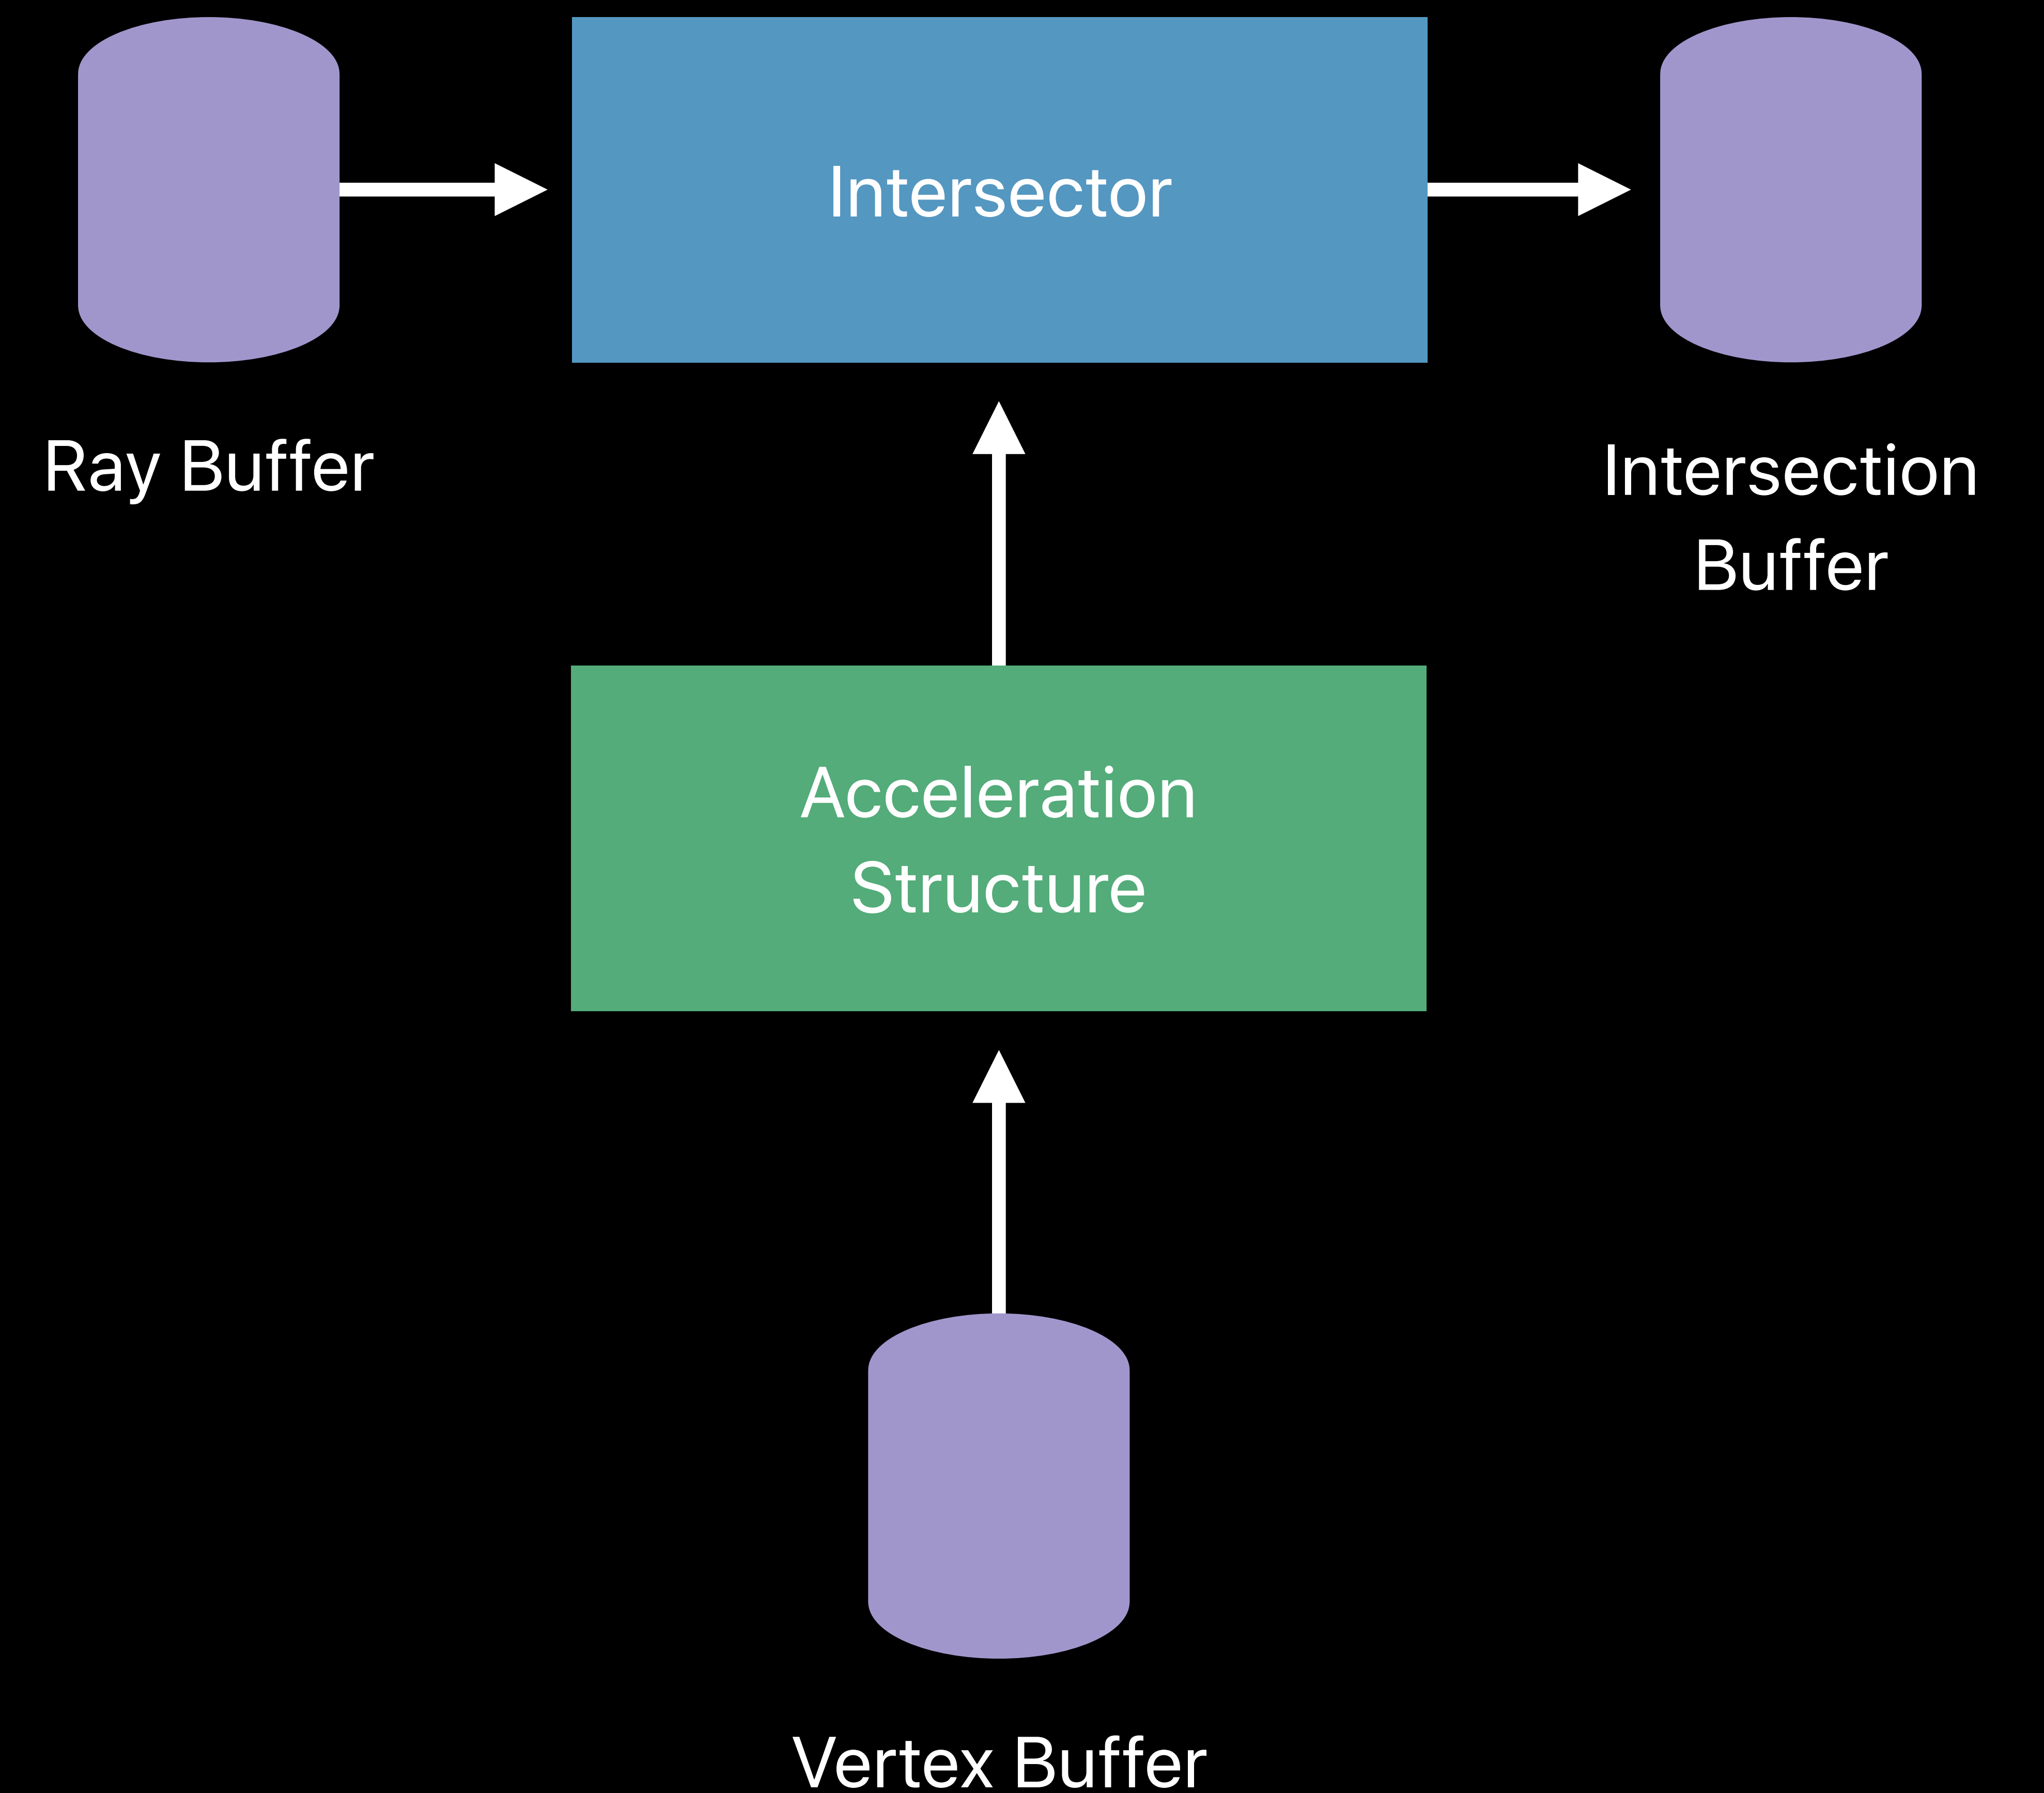 Intersector
Ray Buffer
Intersection
Buffer
Acceleration
Structure
Vertex Buffer